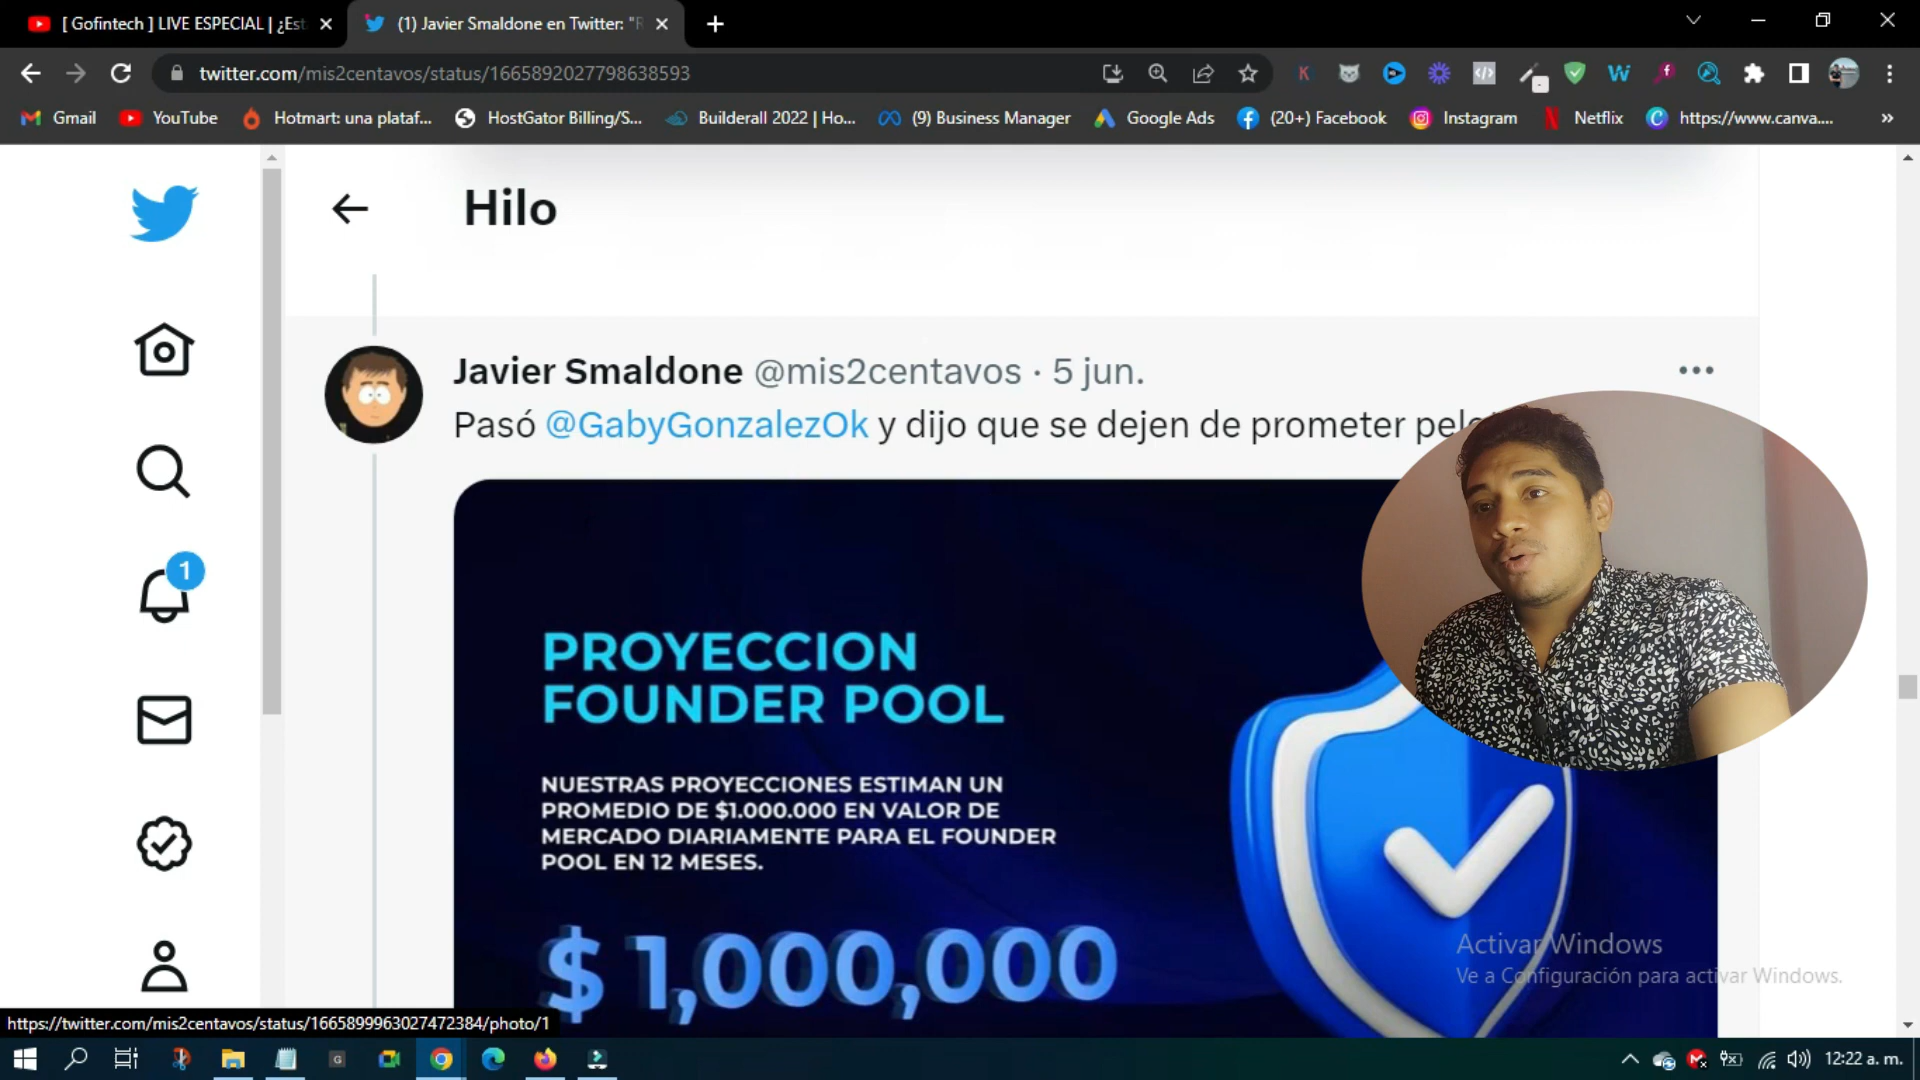 [ Gofintech ] LIVE ESPECIAL | ¿Est
(1) Javier Smaldone en Twitter: "R
twitter.com/mis2centavos/status/1665892027798638593
Gmail
YouTube
Hotmart: una plataf...
HostGator Billing/S...
Builderall 2022 | Ho...
(9) Business Manager
Google Ads
(20+) Facebook
Instagram
Netflix
https://www.canva....
»
Hilo
Javier Smaldone @mis2centavos · 5 jun.
Pasó @GabyGonzalezOk y dijo que se dejen de prometer
1
PROYECCION
FOUNDER POOL
NUESTRAS PROYECCIONES ESTIMAN UN
PROMEDIO DE $1.000.000 EN VALOR DE
MERCADO DIARIAMENTE PARA EL FOUNDER
POOL EN 12 MESES.
$ 1,000,000
Activar Windows
Ve a Configuración para activar Windows.
https://twitter.com/mis2centavos/status/1665899963027472384/photo/1
12:22 a. m.